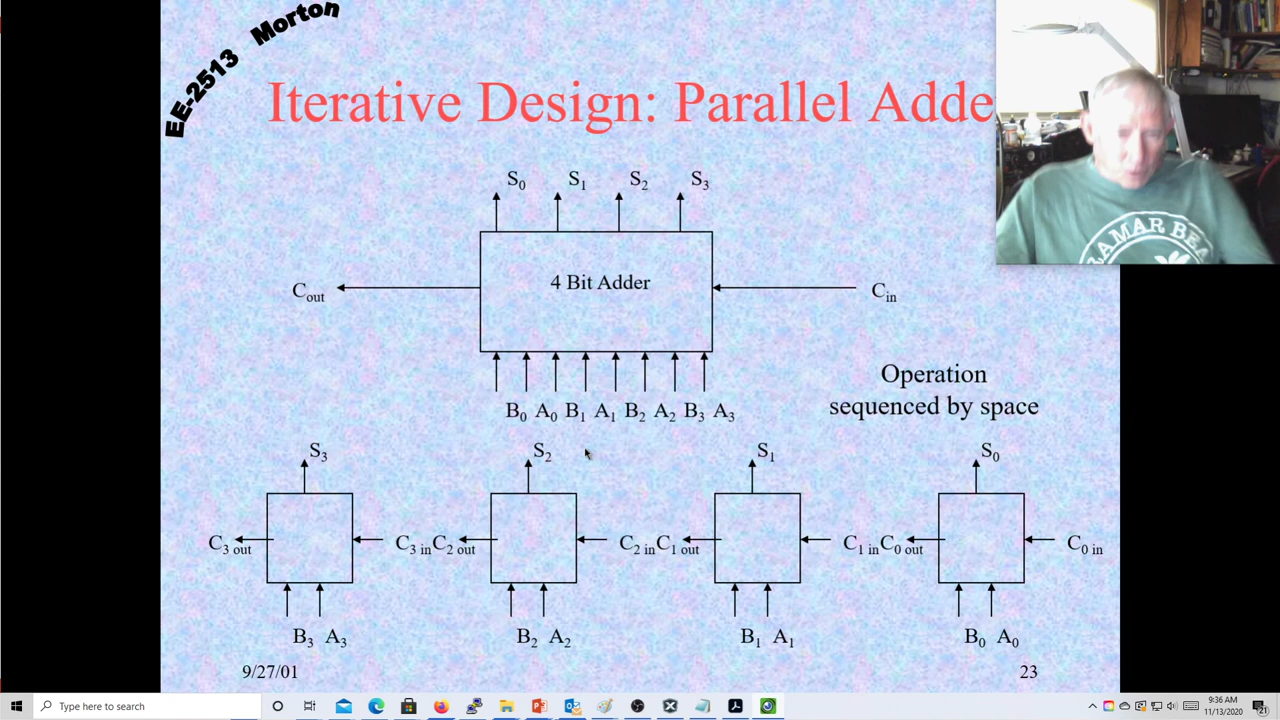 EE-2513 Morton
Iterative Design: Parallel Adde
S0 S1 S2 S3
Cout
4 Bit Adder
Cin
B0 A0 B1 A1 B2 A2 B3 A3
Operation
sequenced by space
S3 S2 S1 S0
C3 out C3 in C2 out C2 in C1 out C1 in C0 out C0 in
B3 A3 B2 A2 B1 A1 B0 A0
9/27/01
23
Type here to search
9:36 AM
11/13/2020
21